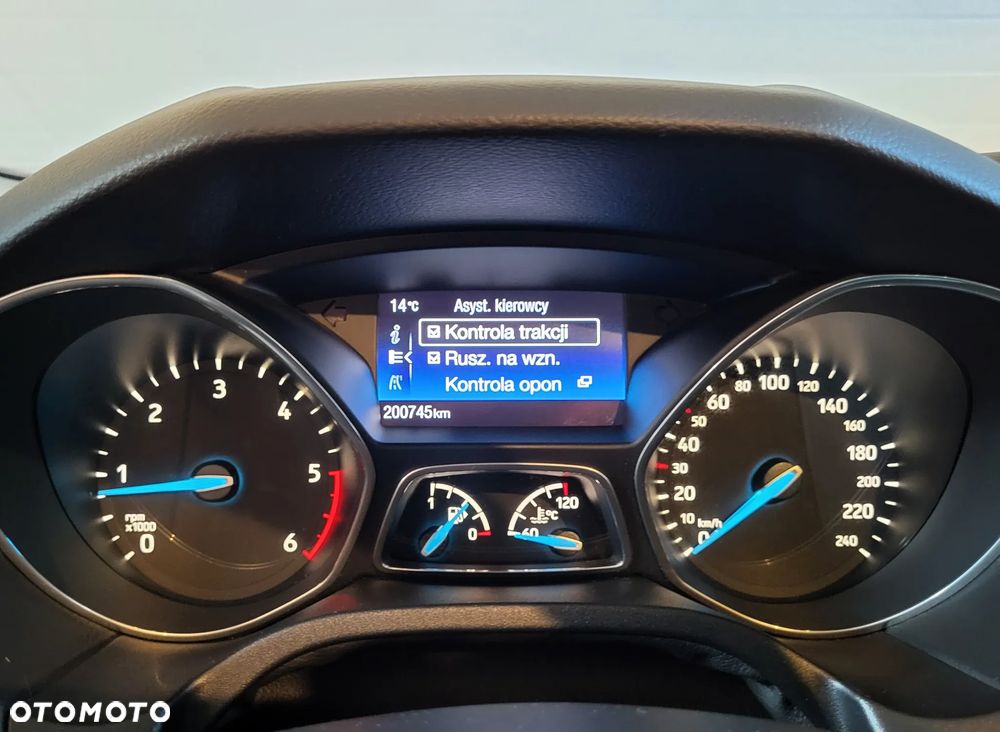 14°C Asyst. kierowcy
Kontrola trakcji
Rusz. na wzn.
Kontrola opon
200745km
0 1 2 3 4 5 6
rpm
x1000
1 0
60 120
°C
0 10 20 30 40 50 60 80 100 120 140 160 180 200 220 240
km/h
OTOMOTO